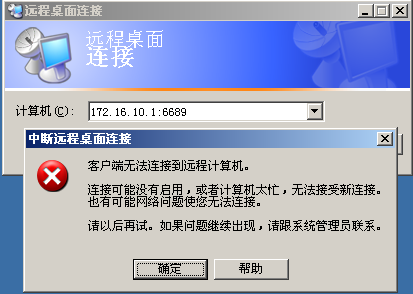 远程桌面连接
远程桌面
连接
计算机(C):
172.16.10.1:6689
中断远程桌面连接
客户端无法连接到远程计算机。
连接可能没有启用，或者计算机太忙，无法接受新连接。
也有可能网络问题使您无法连接。
请以后再试。如果问题继续出现，请跟系统管理员联系。
确定
帮助